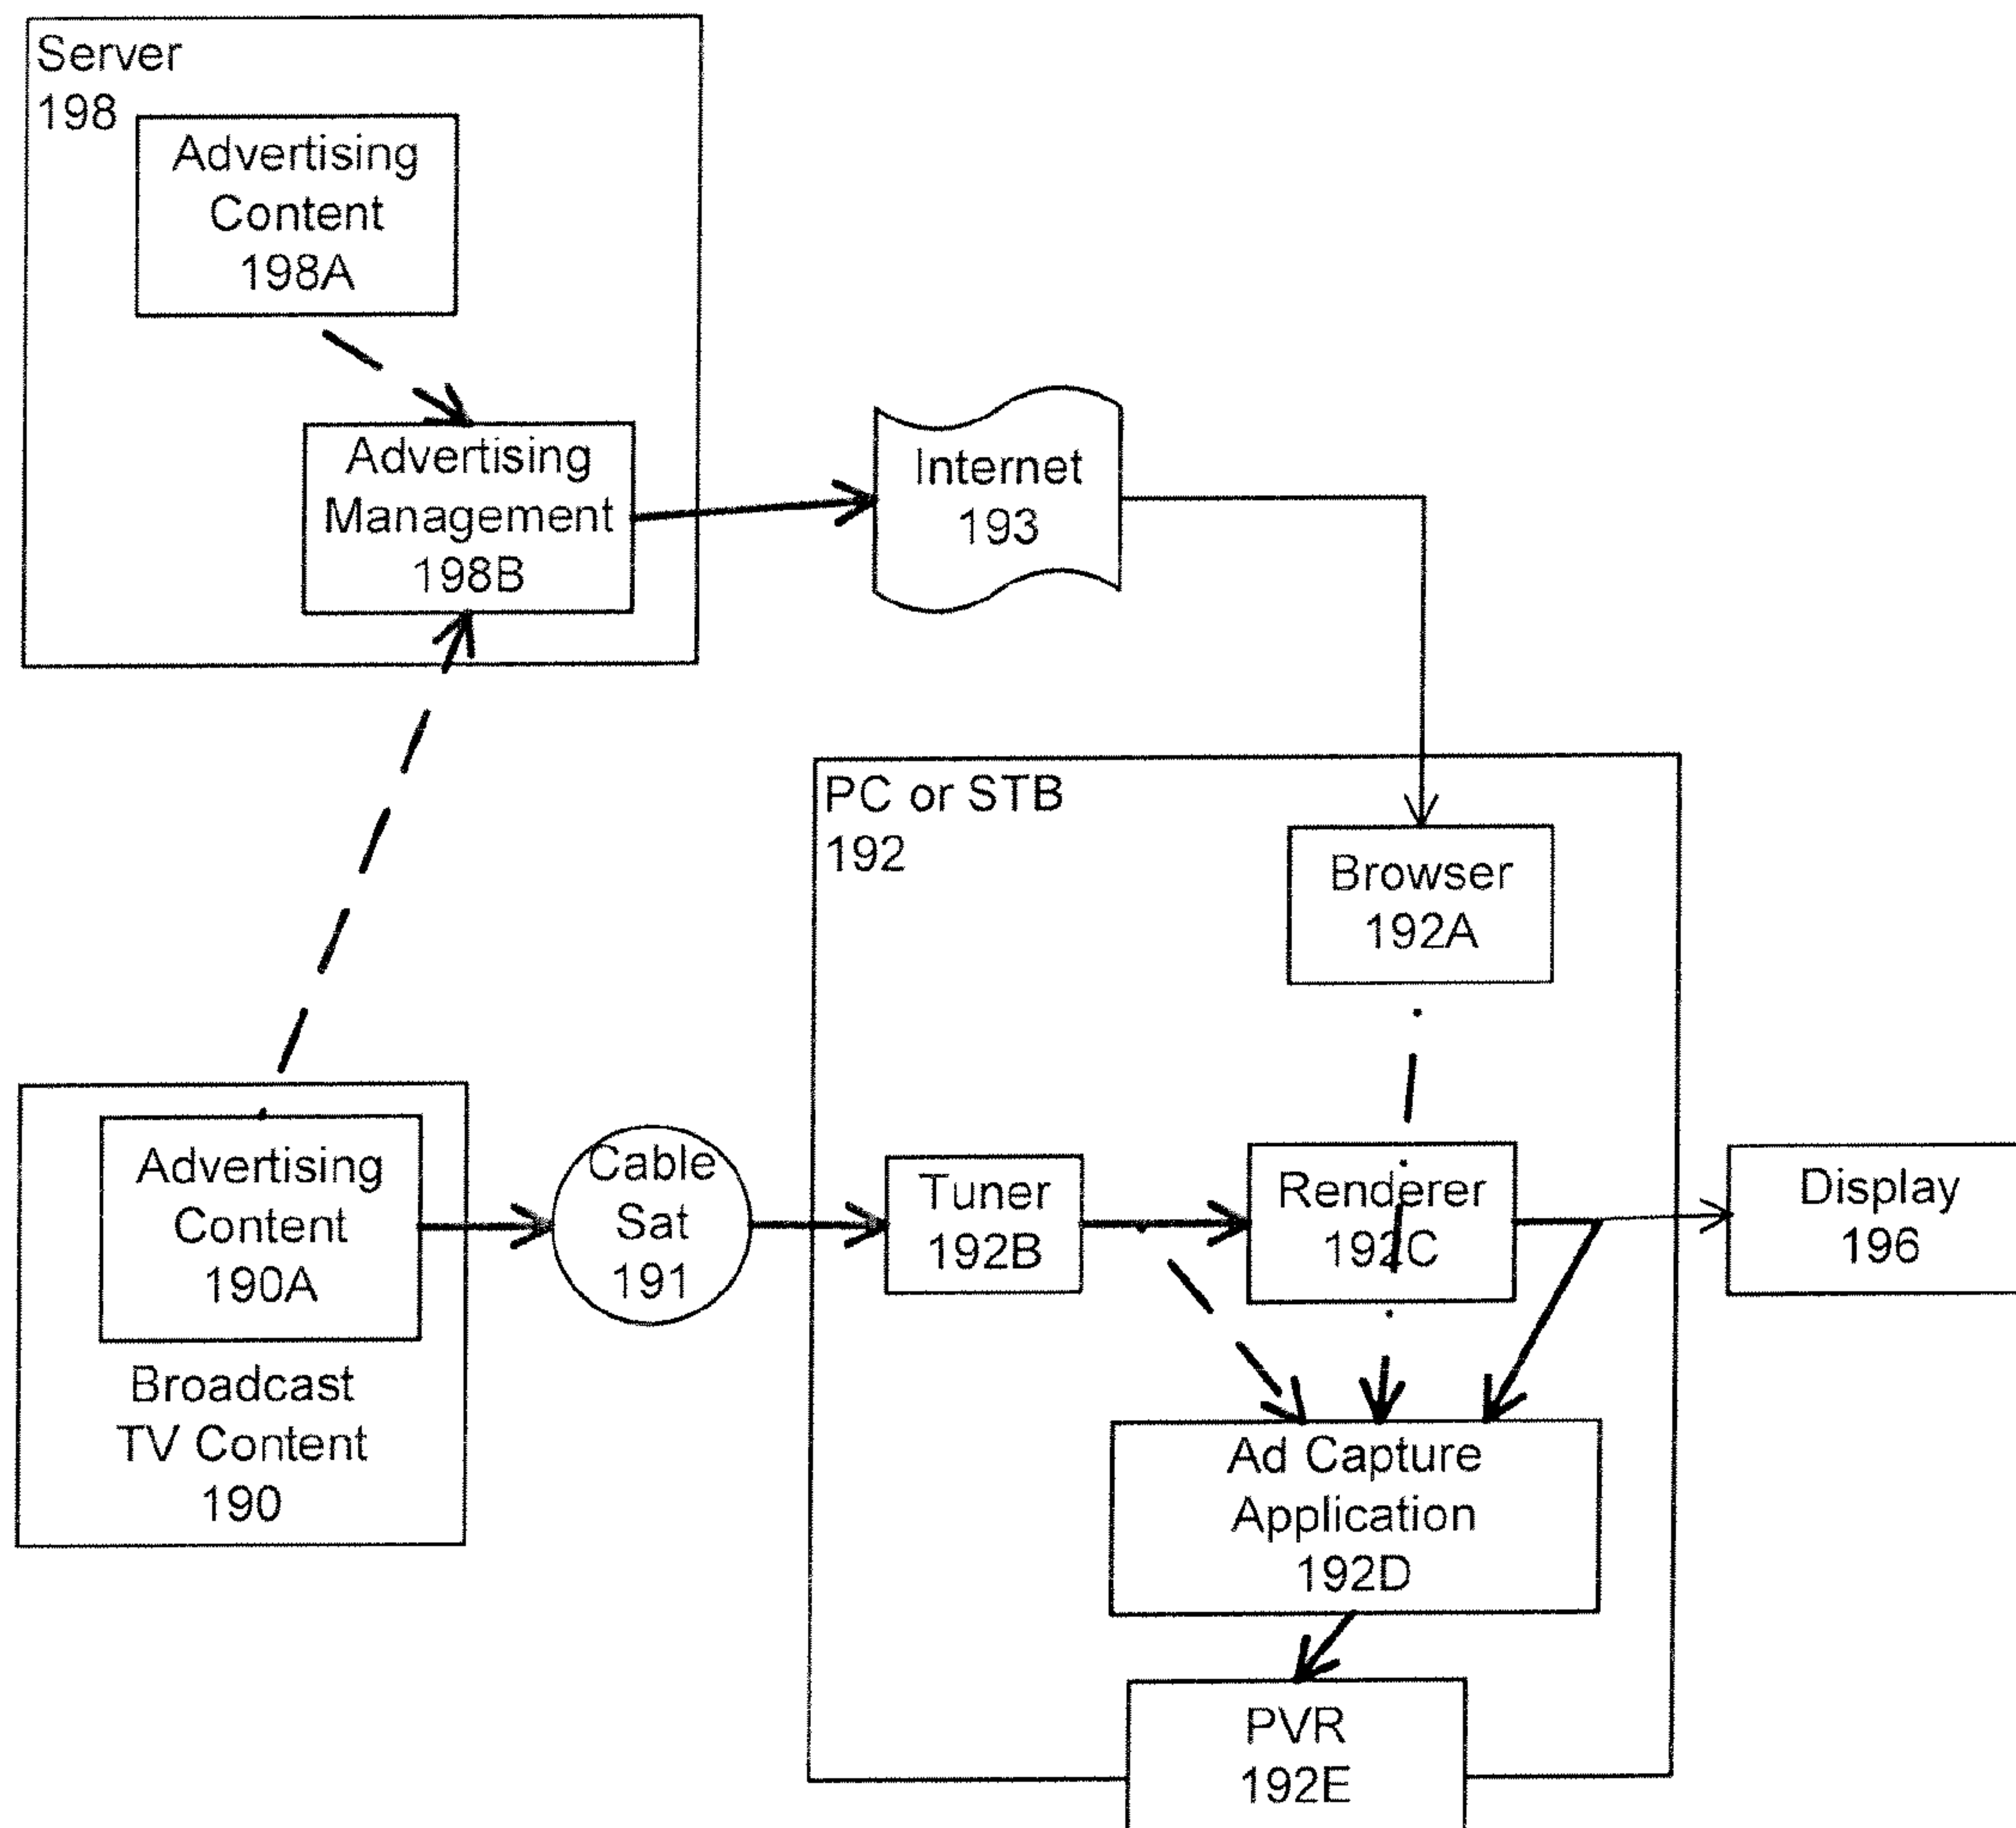 Server
198
Advertising
Content
198A
Advertising
Management
198B
Internet
193
PC or STB
192
Browser
192A
Advertising
Content
190A
Broadcast
TV Content
190
Cable
Sat
191
Tuner
192B
Renderer
192C
Display
196
Ad Capture
Application
192D
PVR
192E